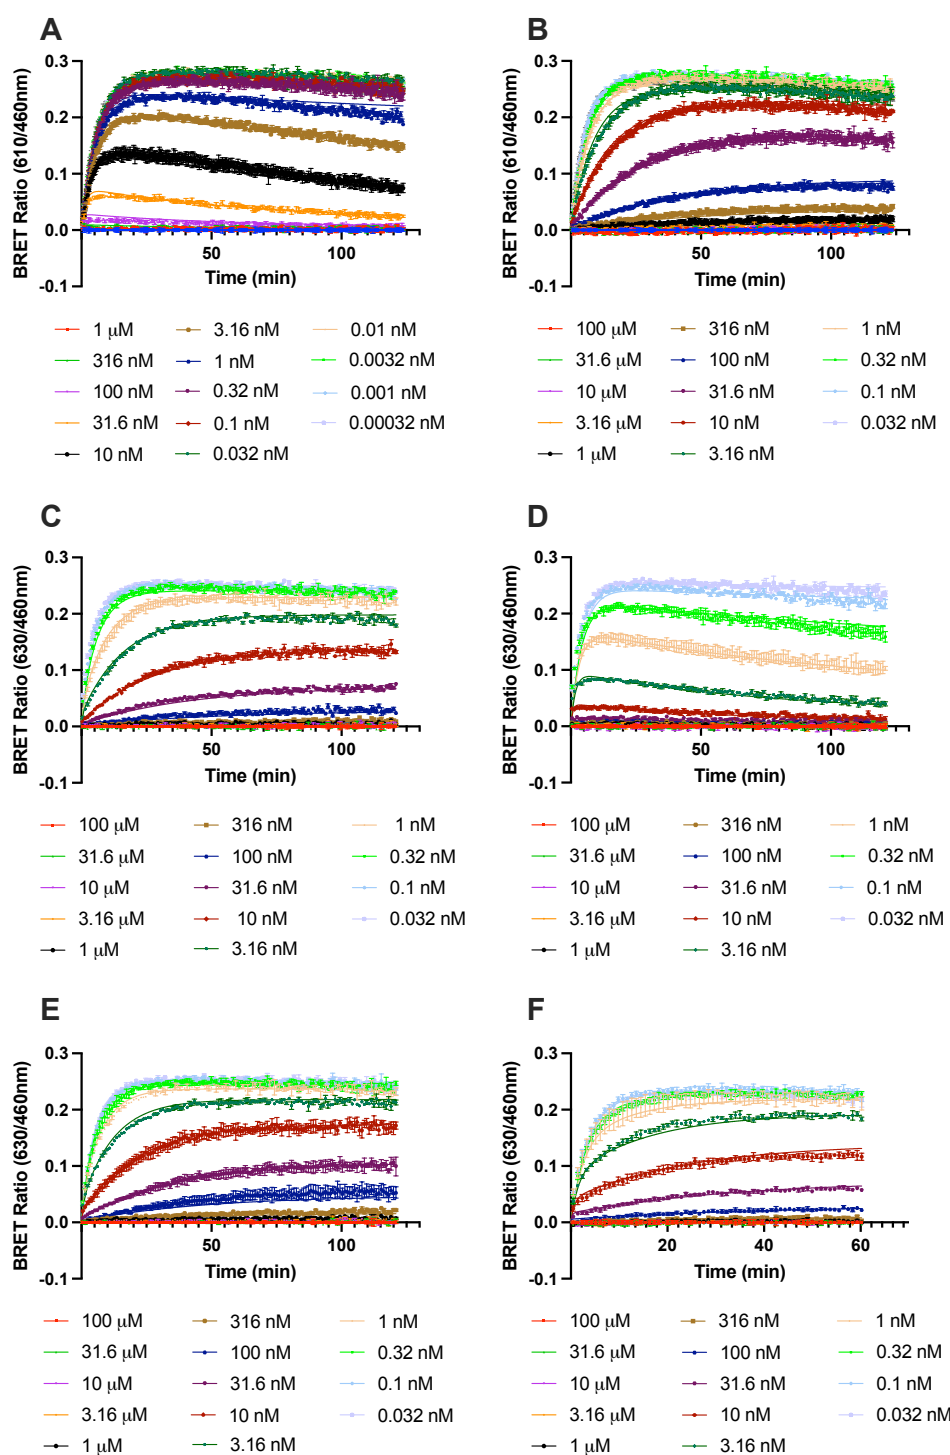 A
BRET Ratio (610/460nm)
0.3
0.2
0.1
0.0
-0.1
50
100
Time (min)
1 μM
3.16 nM
0.01 nM
316 nM
1 nM
0.0032 nM
100 nM
0.32 nM
0.001 nM
31.6 nM
0.1 nM
0.00032 nM
10 nM
0.032 nM
B
BRET Ratio (610/460nm)
0.3
0.2
0.1
0.0
-0.1
50
100
Time (min)
100 μM
316 nM
1 nM
31.6 μM
100 nM
0.32 nM
10 μM
31.6 nM
0.1 nM
3.16 μM
10 nM
0.032 nM
1 μM
3.16 nM
C
BRET Ratio (630/460nm)
0.3
0.2
0.1
0.0
-0.1
50
100
Time (min)
100 μM
316 nM
1 nM
31.6 μM
100 nM
0.32 nM
10 μM
31.6 nM
0.1 nM
3.16 μM
10 nM
0.032 nM
1 μM
3.16 nM
D
BRET Ratio (630/460nm)
0.3
0.2
0.1
0.0
-0.1
50
100
Time (min)
100 μM
316 nM
1 nM
31.6 μM
100 nM
0.32 nM
10 μM
31.6 nM
0.1 nM
3.16 μM
10 nM
0.032 nM
1 μM
3.16 nM
E
BRET Ratio (630/460nm)
0.3
0.2
0.1
0.0
-0.1
50
100
Time (min)
100 μM
316 nM
1 nM
31.6 μM
100 nM
0.32 nM
10 μM
31.6 nM
0.1 nM
3.16 μM
10 nM
0.032 nM
1 μM
3.16 nM
F
BRET Ratio (630/460nm)
0.3
0.2
0.1
0.0
-0.1
20
40
60
Time (min)
100 μM
316 nM
1 nM
31.6 μM
100 nM
0.32 nM
10 μM
31.6 nM
0.1 nM
3.16 μM
10 nM
0.032 nM
1 μM
3.16 nM